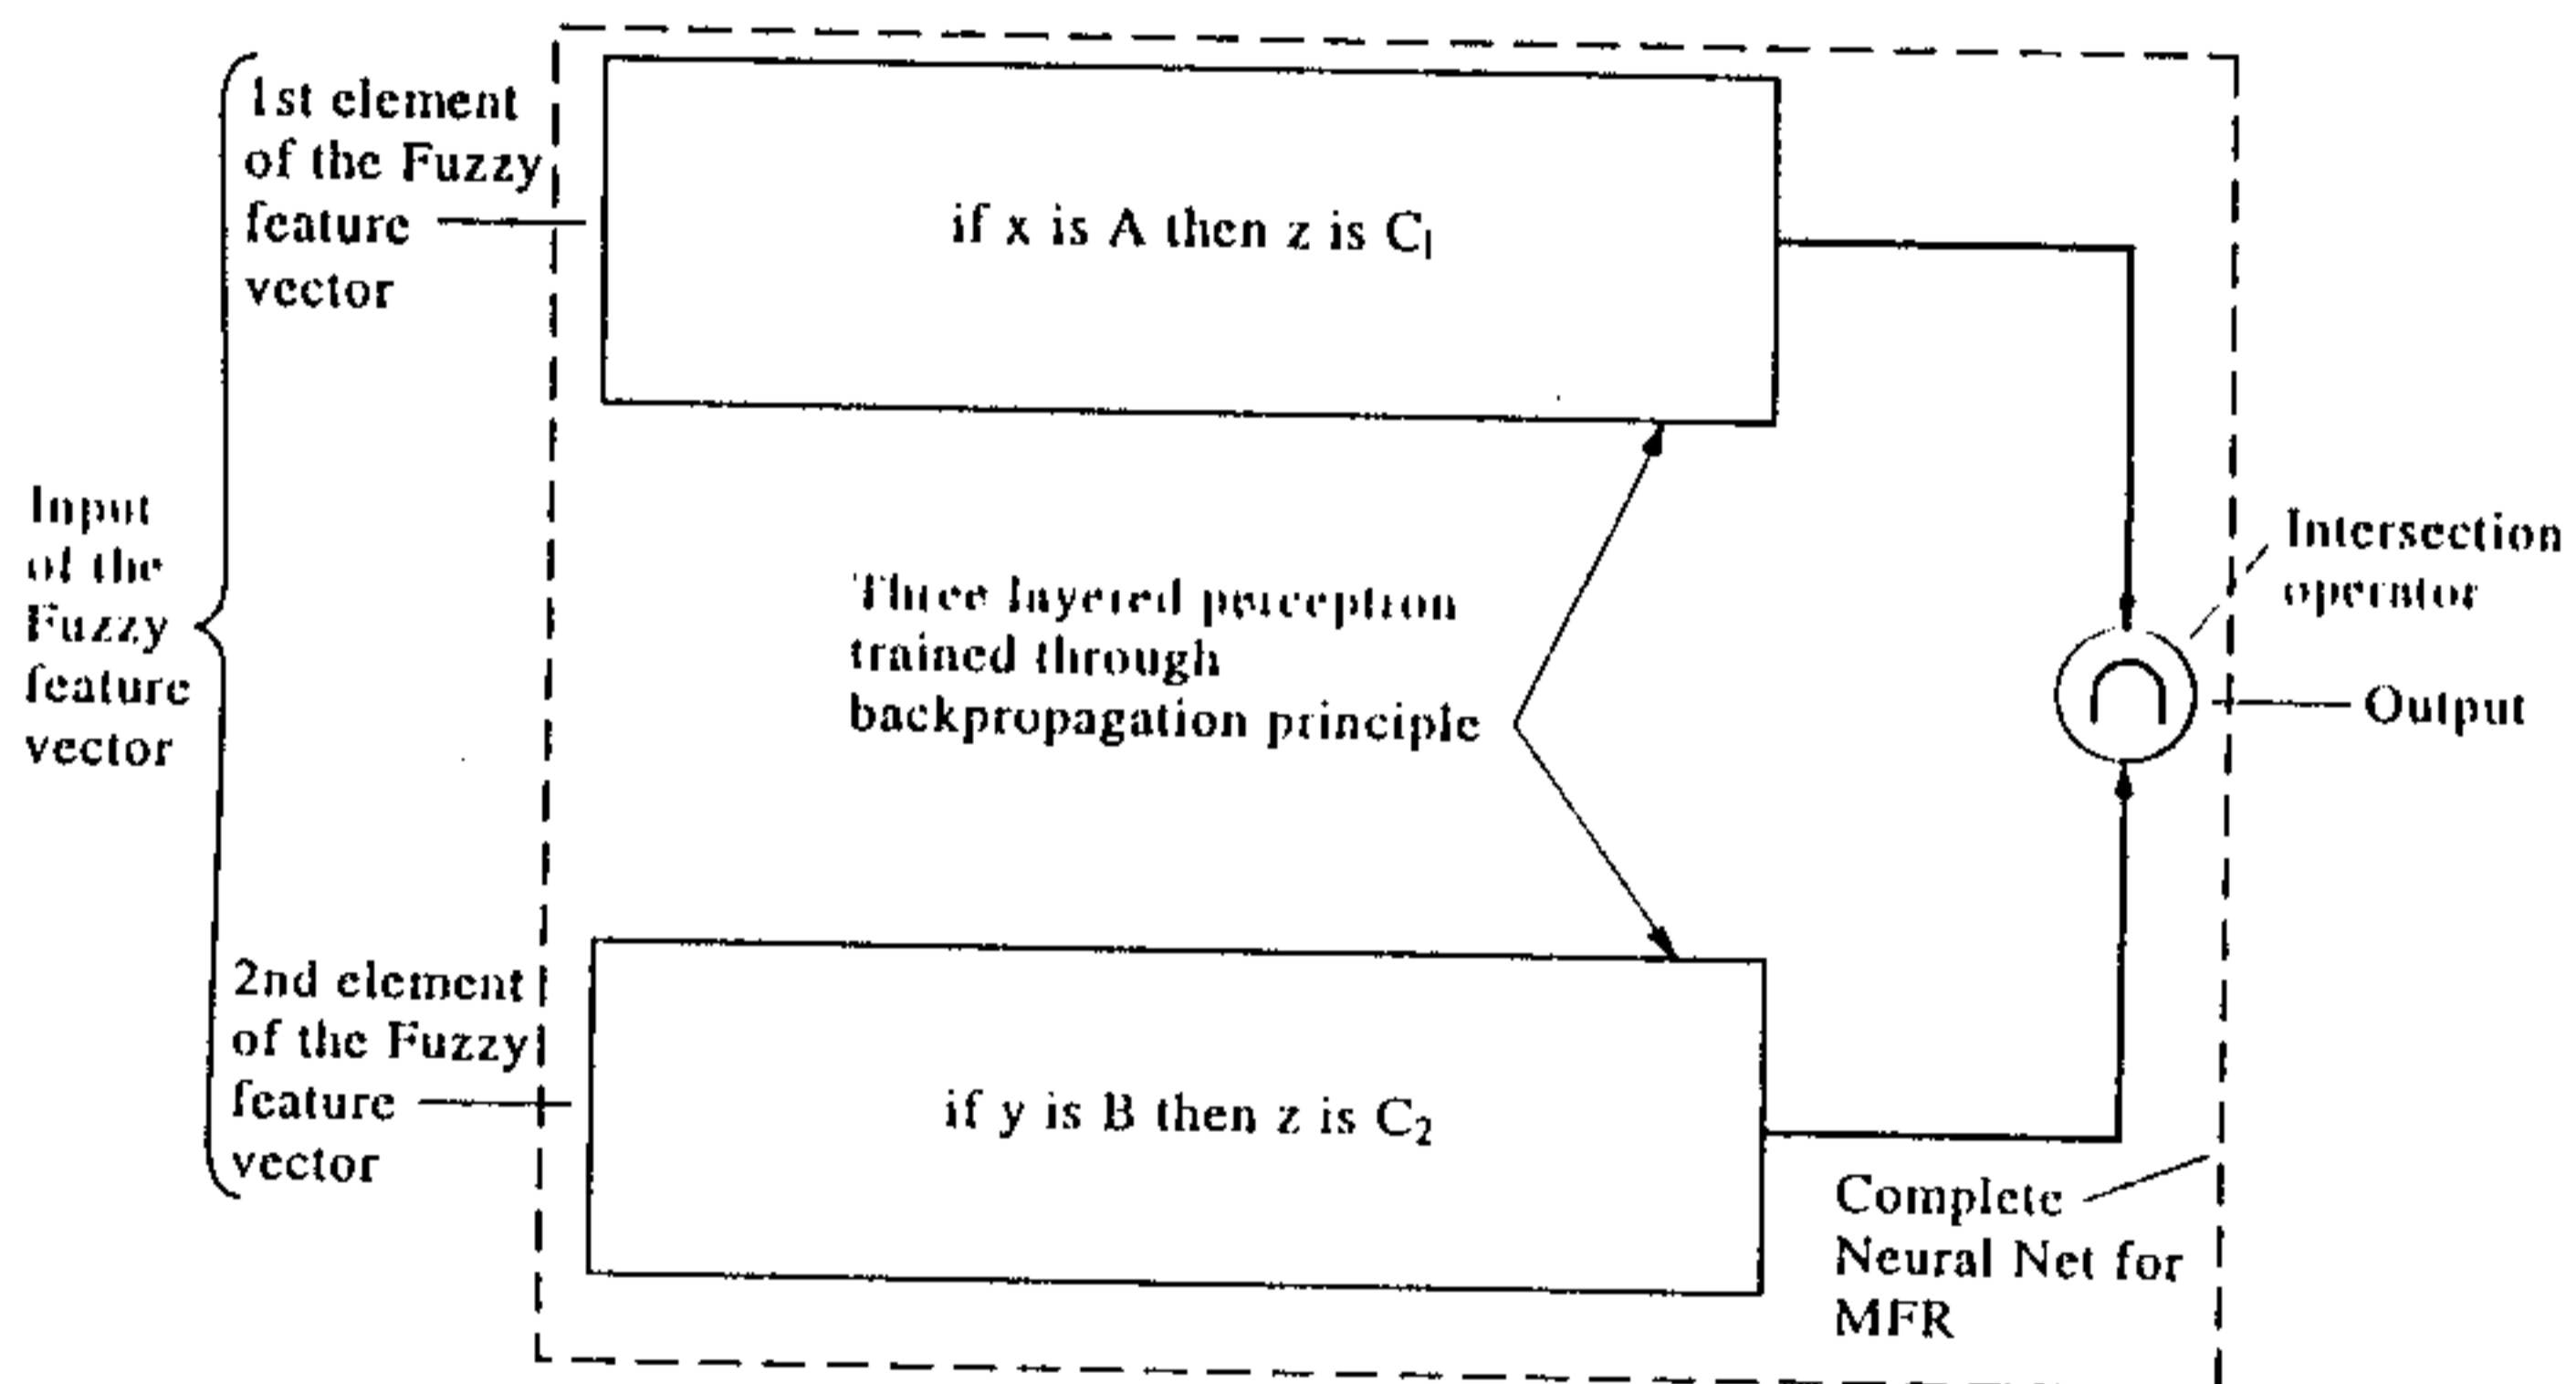 1st element
of the Fuzzy
feature
vector
if x is A then z is C₁
Input
of the
Fuzzy
feature
vector
Three layered perception
trained through
backpropagation principle
Intersection
operator
∩
Output
2nd element
of the Fuzzy
feature
vector
if y is B then z is C₂
Complete
Neural Net for
MFR